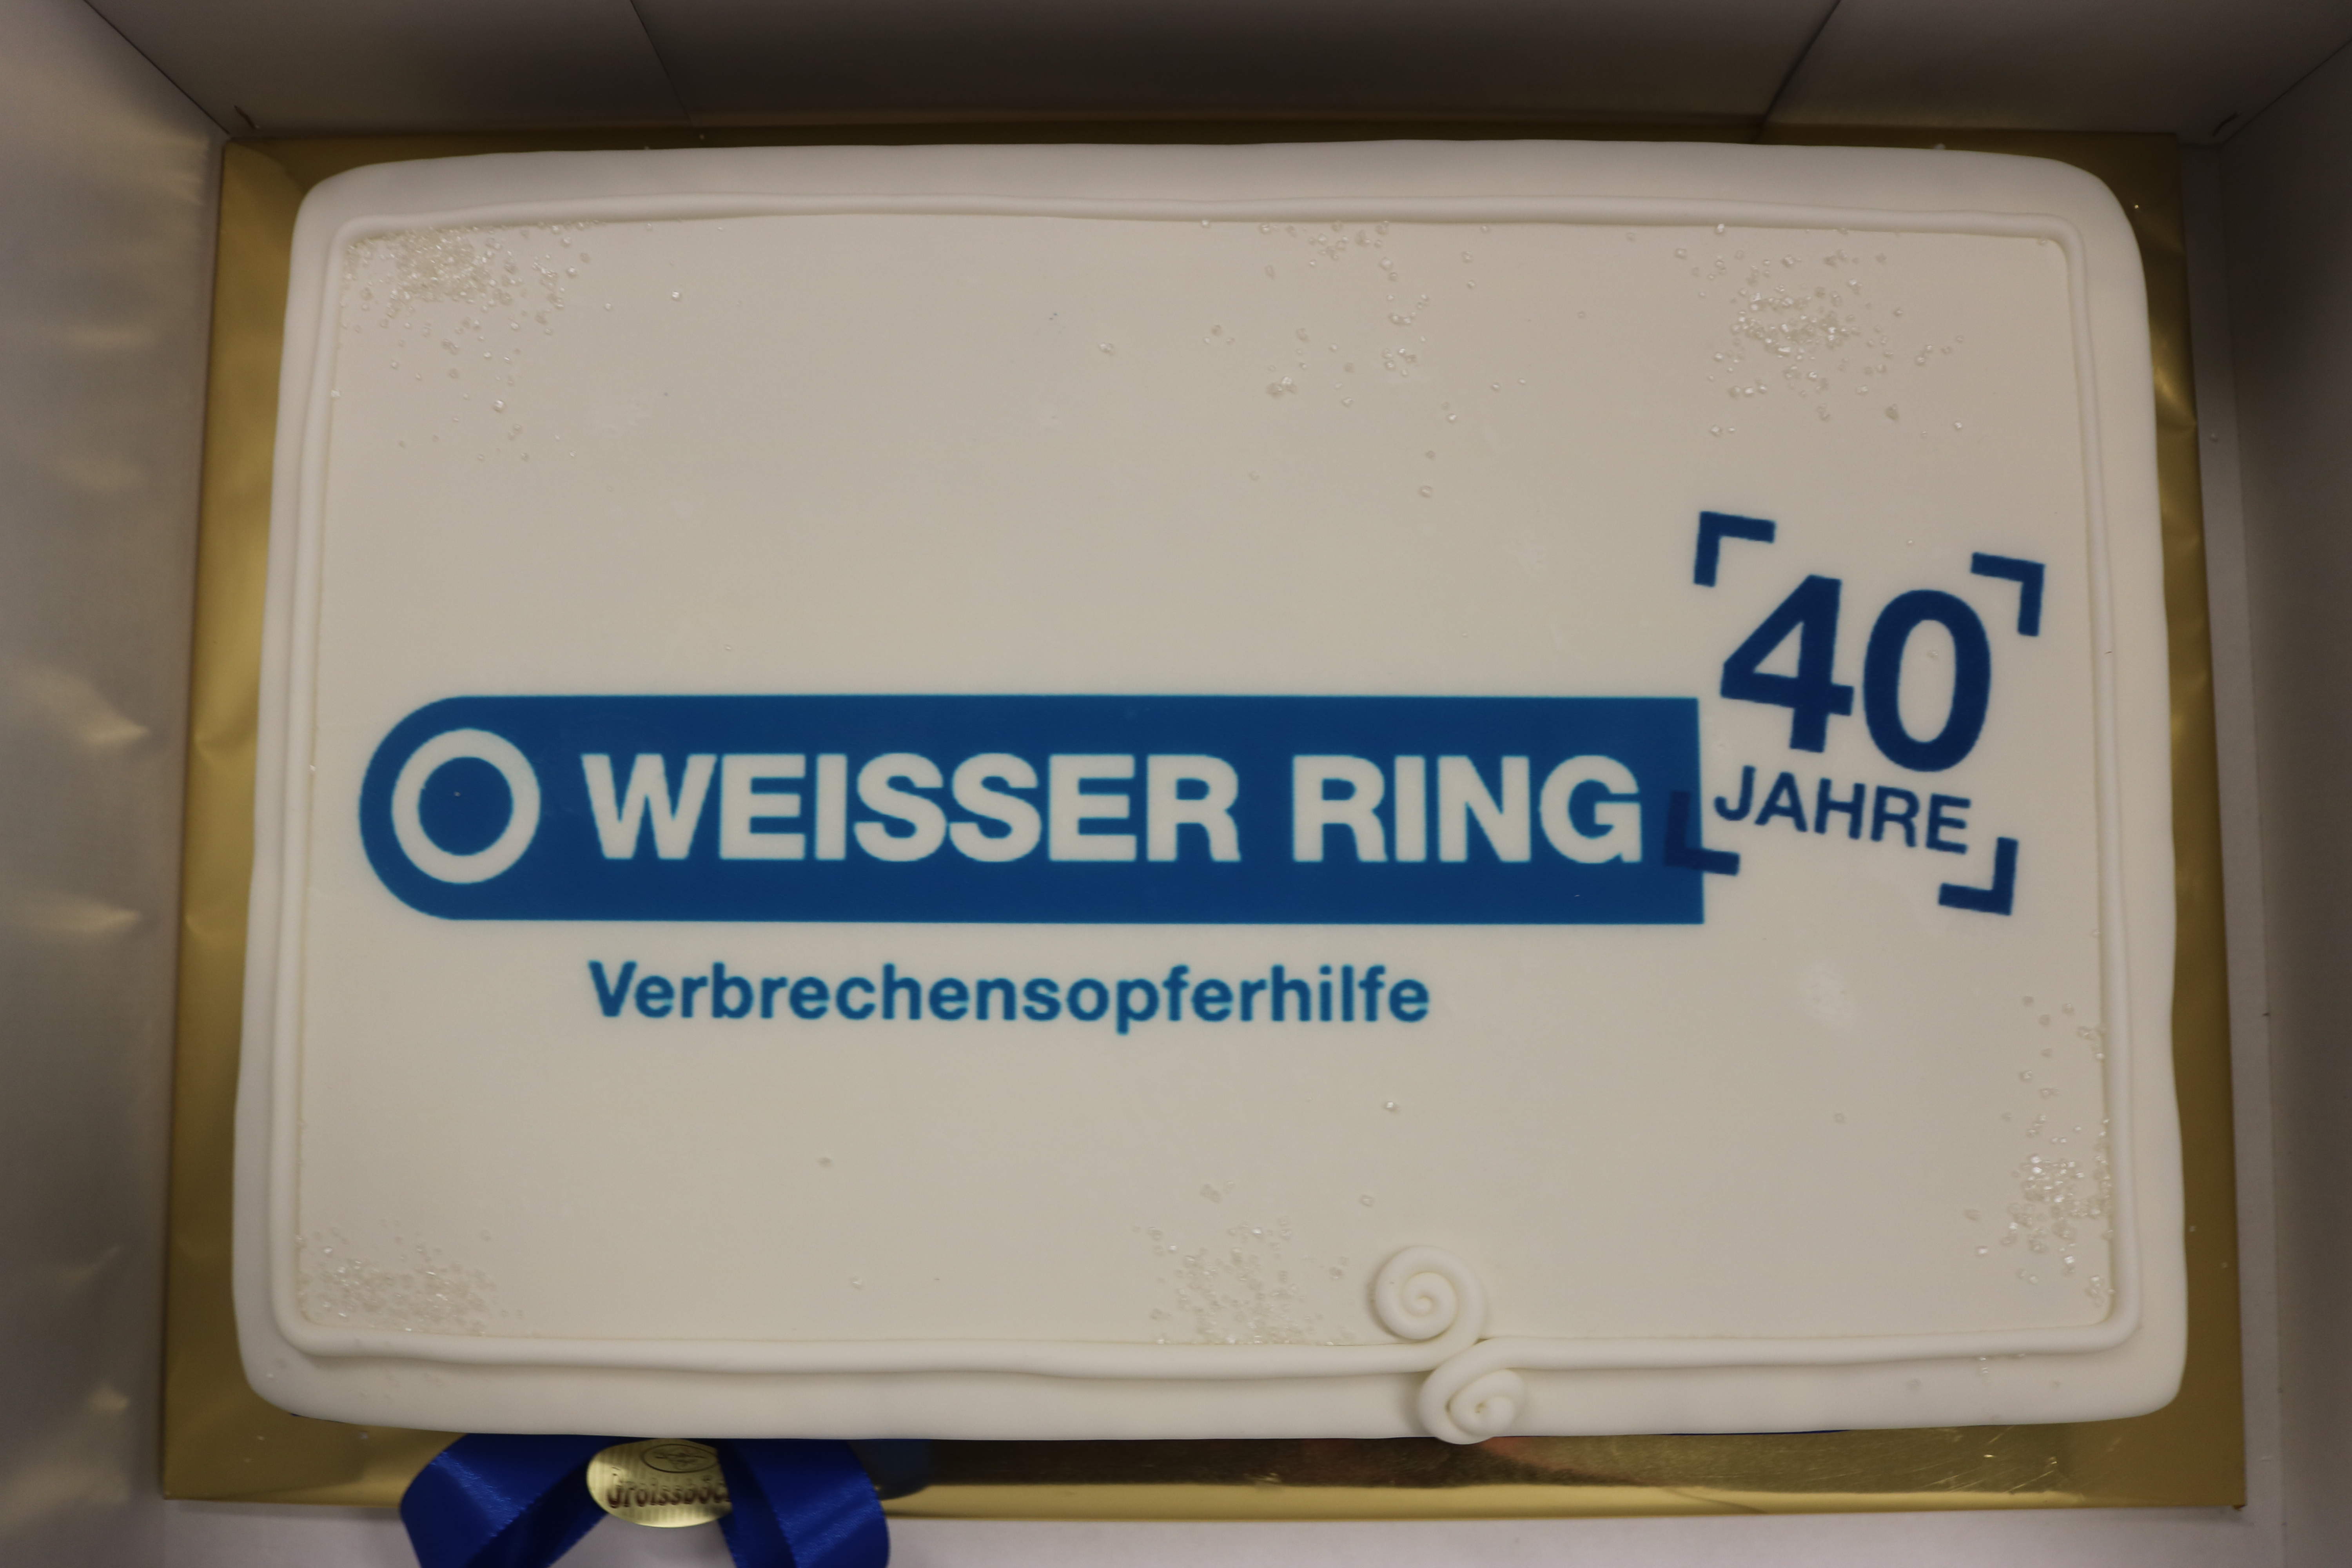 40
JAHRE
WEISSER RING
Verbrechensopferhilfe